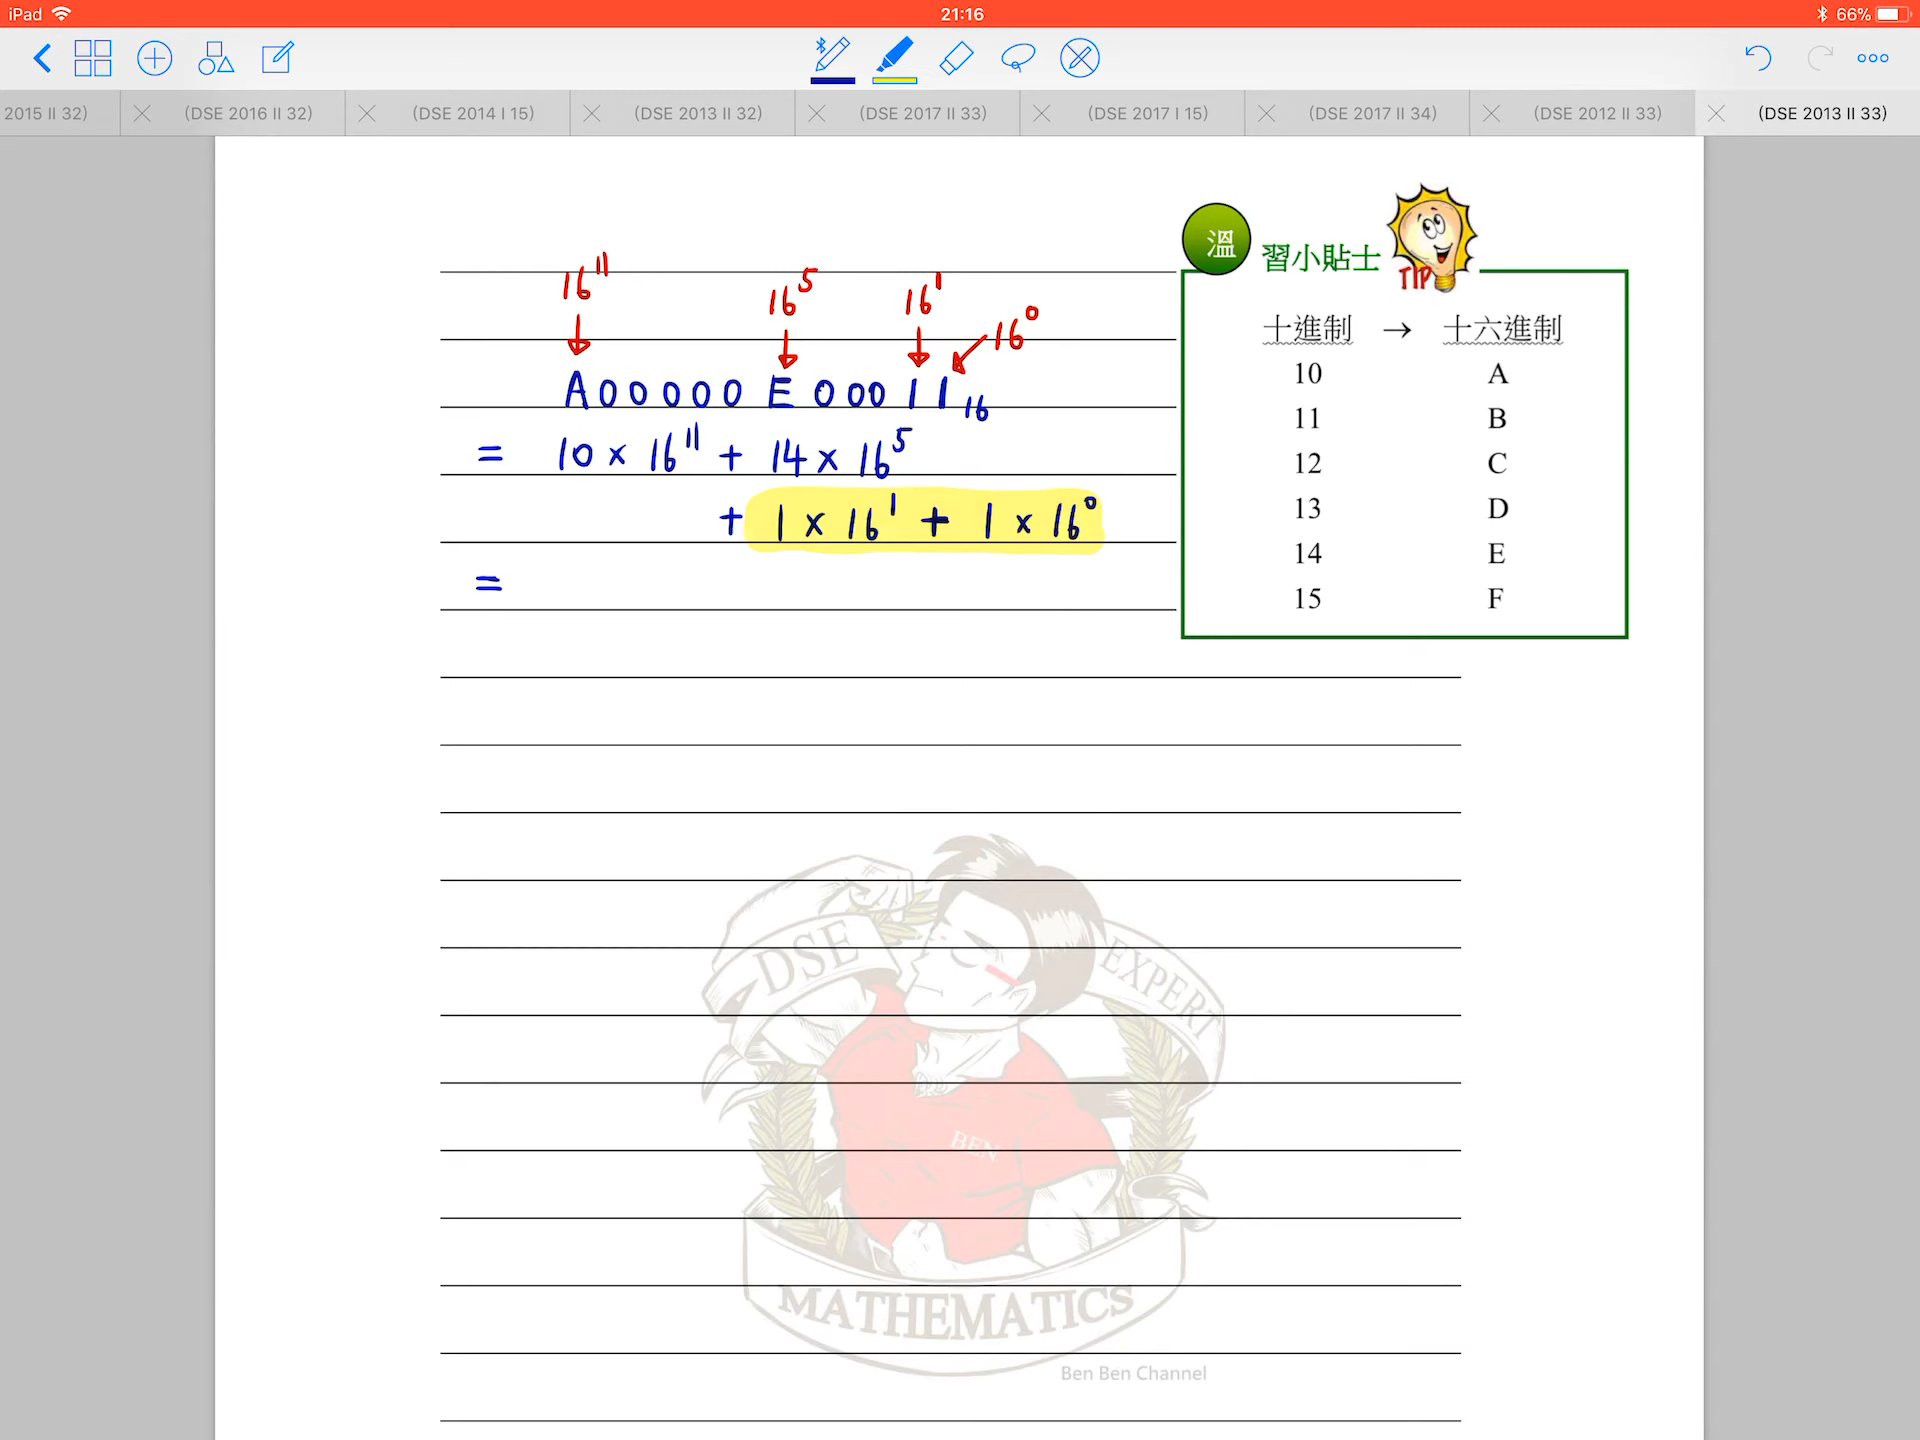 iPad 21:16 66%
2015 II 32) (DSE 2016 II 32) (DSE 2014 I 15) (DSE 2013 II 32) (DSE 2017 II 33) (DSE 2017 I 15) (DSE 2017 II 34) (DSE 2012 II 33) (DSE 2013 II 33)
溫習小貼士
TIP
十進制 → 十六進制
10 A
11 B
12 C
13 D
14 E
15 F
16¹¹ 16⁵ 16¹ 16⁰
A00000E00011₁₆
= 10 × 16¹¹ + 14 × 16⁵
+ 1 × 16¹ + 1 × 16⁰
=
DSE EXPERT
BEN
MATHEMATICS
Ben Ben Channel